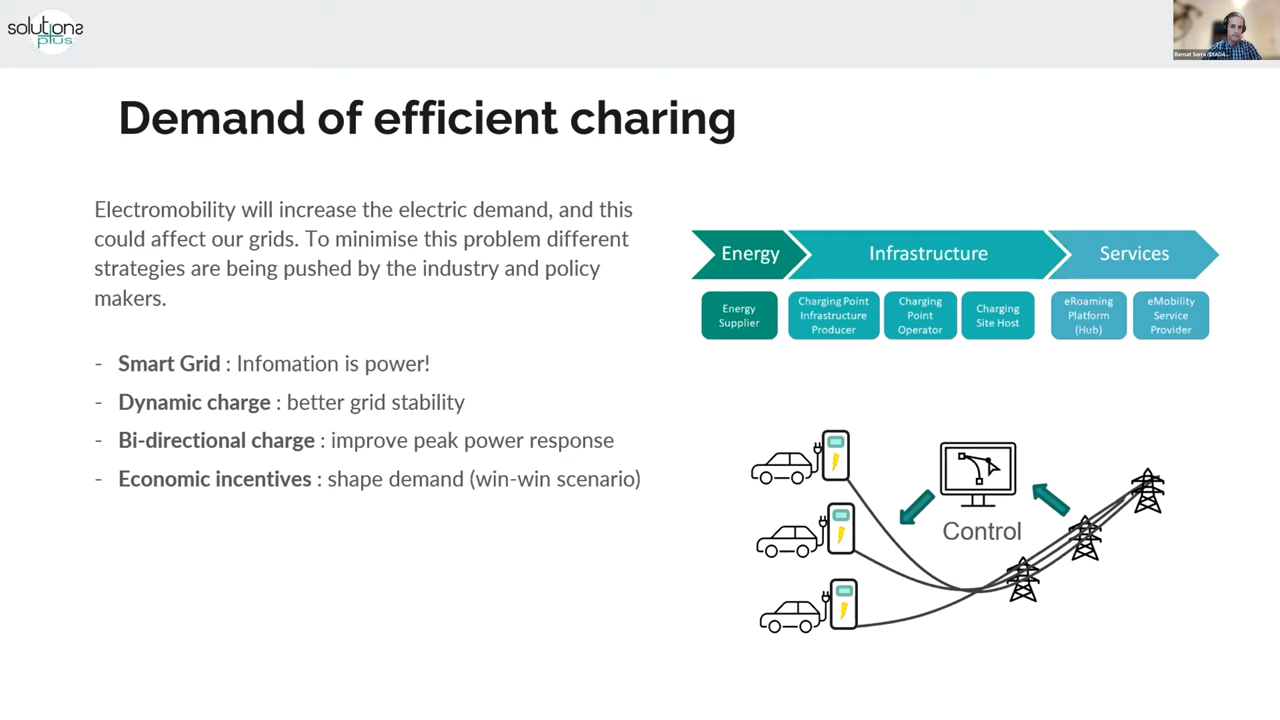 solutions
plus
Bernat Serra (IDIADA...
Demand of efficient charing
Electromobility will increase the electric demand, and this
could affect our grids. To minimise this problem different
strategies are being pushed by the industry and policy
makers.
- Smart Grid : Infomation is power!
- Dynamic charge : better grid stability
- Bi-directional charge : improve peak power response
- Economic incentives : shape demand (win-win scenario)
Energy
Infrastructure
Services
Energy
Supplier
Charging Point
Infrastructure
Producer
Charging
Point
Operator
Charging
Site Host
eRoaming
Platform
(Hub)
eMobility
Service
Provider
Control